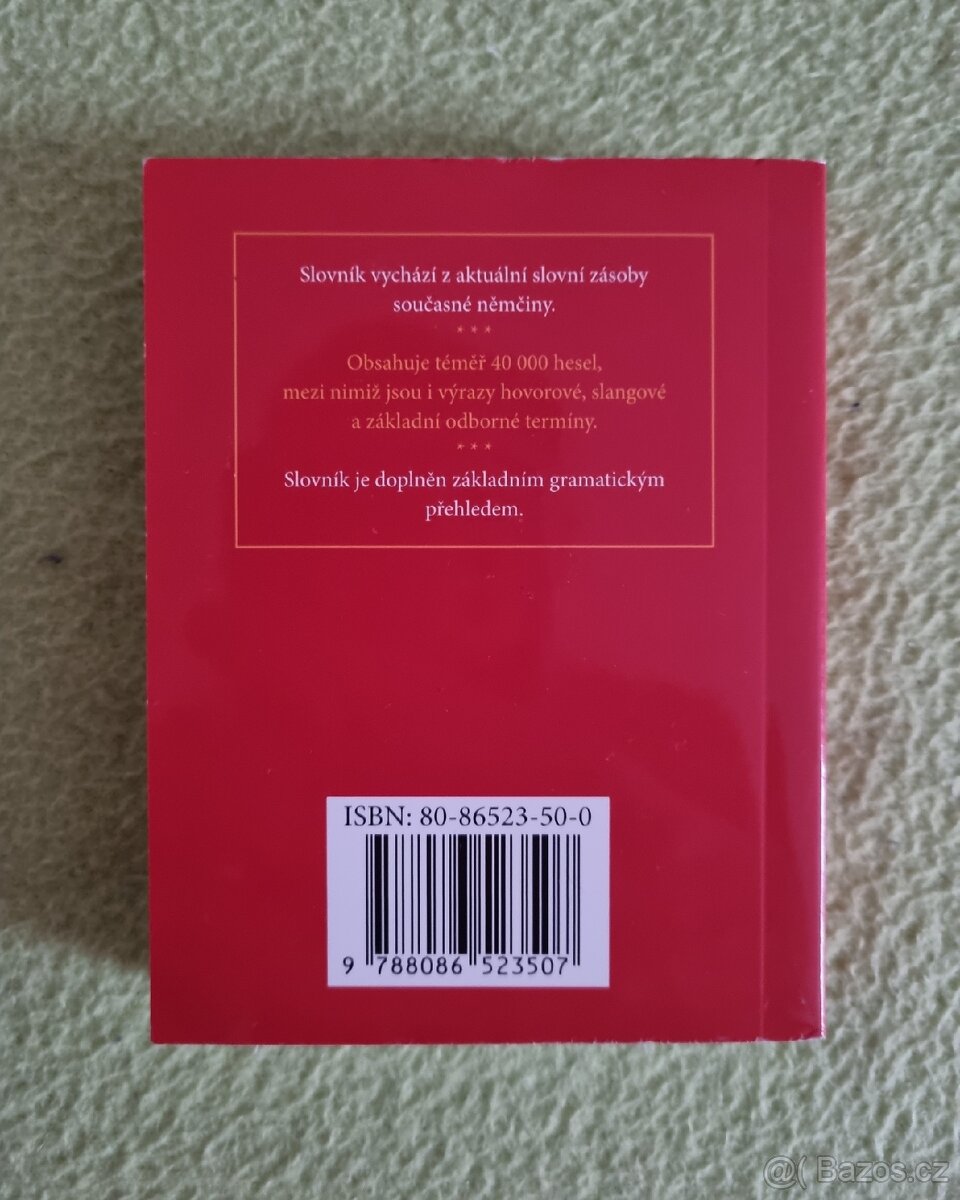 Slovník vychází z aktuální slovní zásoby
současné němčiny.
* * *
Obsahuje téměř 40 000 hesel,
mezi nimiž jsou i výrazy hovorové, slangové
a základní odborné termíny.
* * *
Slovník je doplněn základním gramatickým
přehledem.
ISBN: 80-86523-50-0
9 788086 523507
@( Bazos.cz